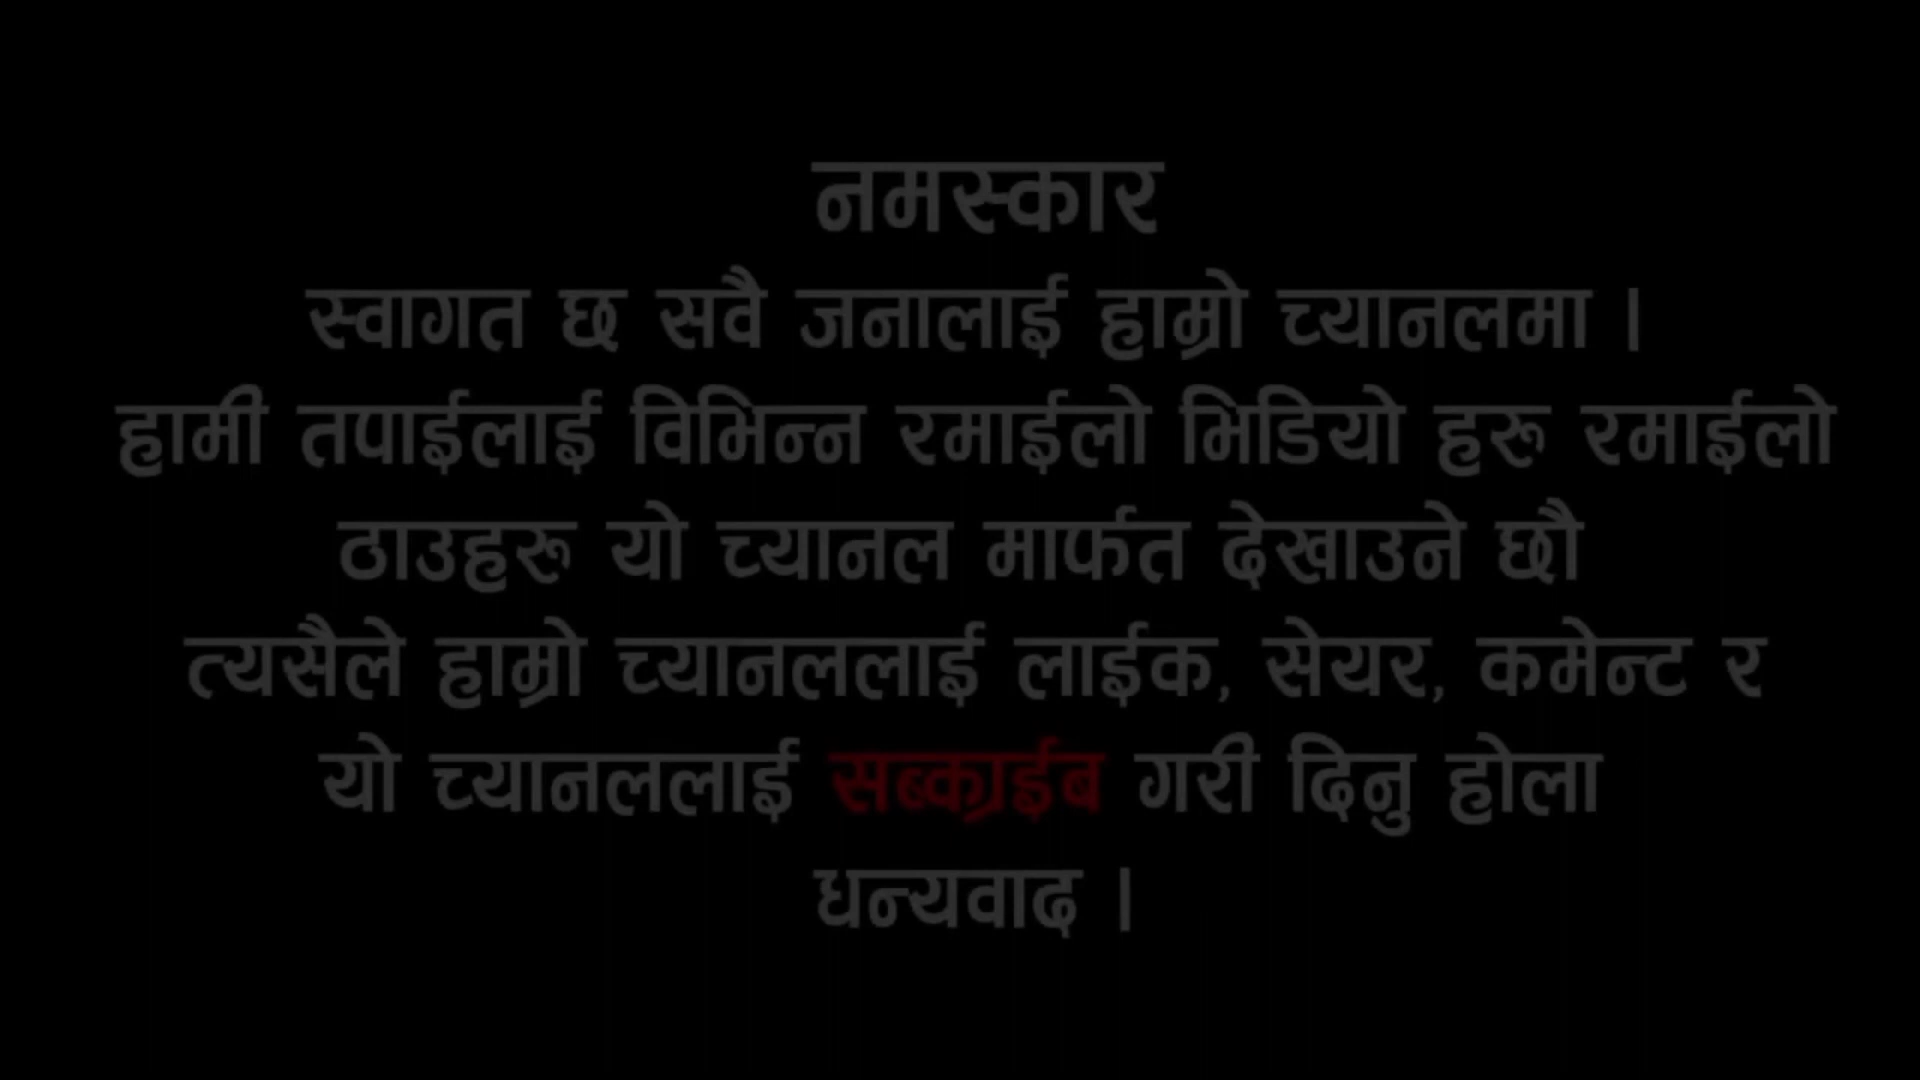 नमस्कार
स्वागत छ सवै जनालाई हाम्रो च्यानलमा ।
हामी तपाईलाई विभिन्न रमाईलो भिडियो हरू रमाईलो
ठाउहरू यो च्यानल मार्फत देखाउने छौ
त्यसैले हाम्रो च्यानललाई लाईक, सेयर, कमेन्ट र
यो च्यानललाई सब्क्राईब गरी दिनु होला
धन्यवाद ।